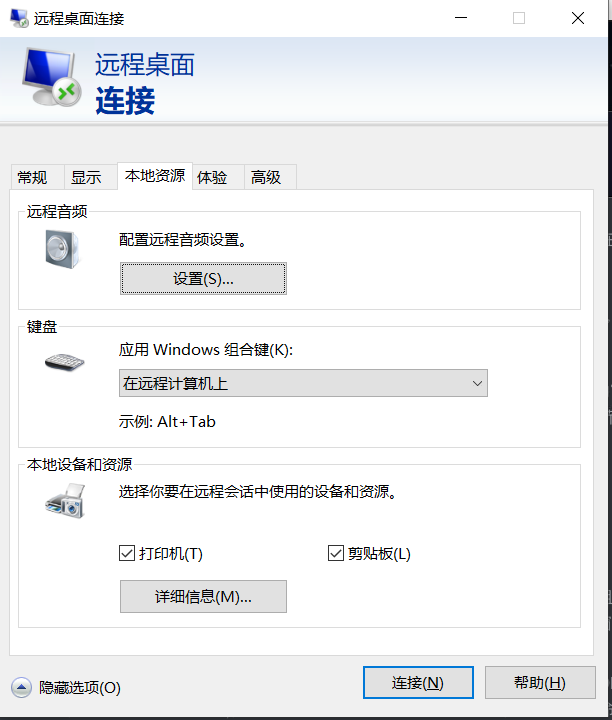 远程桌面连接
远程桌面
连接
常规 显示 本地资源 体验 高级
远程音频
配置远程音频设置。
设置(S)...
键盘
应用 Windows 组合键(K):
在远程计算机上
示例: Alt+Tab
本地设备和资源
选择你要在远程会话中使用的设备和资源。
打印机(T) 剪贴板(L)
详细信息(M)...
隐藏选项(O) 连接(N) 帮助(H)